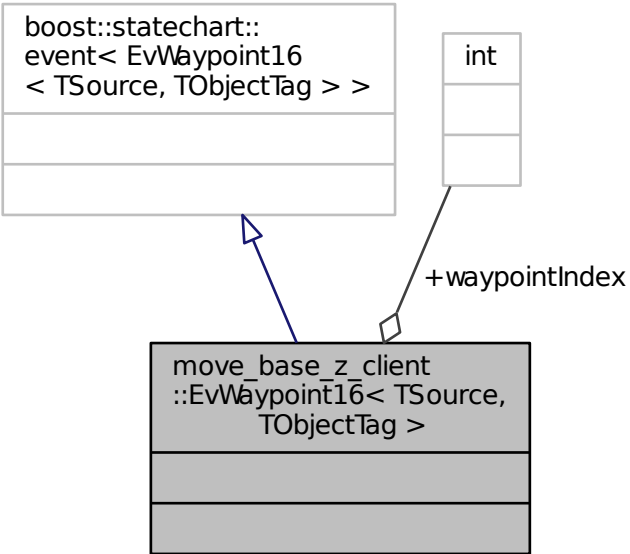 boost::statechart::
event< EvWaypoint16
< TSource, TObjectTag > >
int
+waypointIndex
move_base_z_client
::EvWaypoint16< TSource,
TObjectTag >